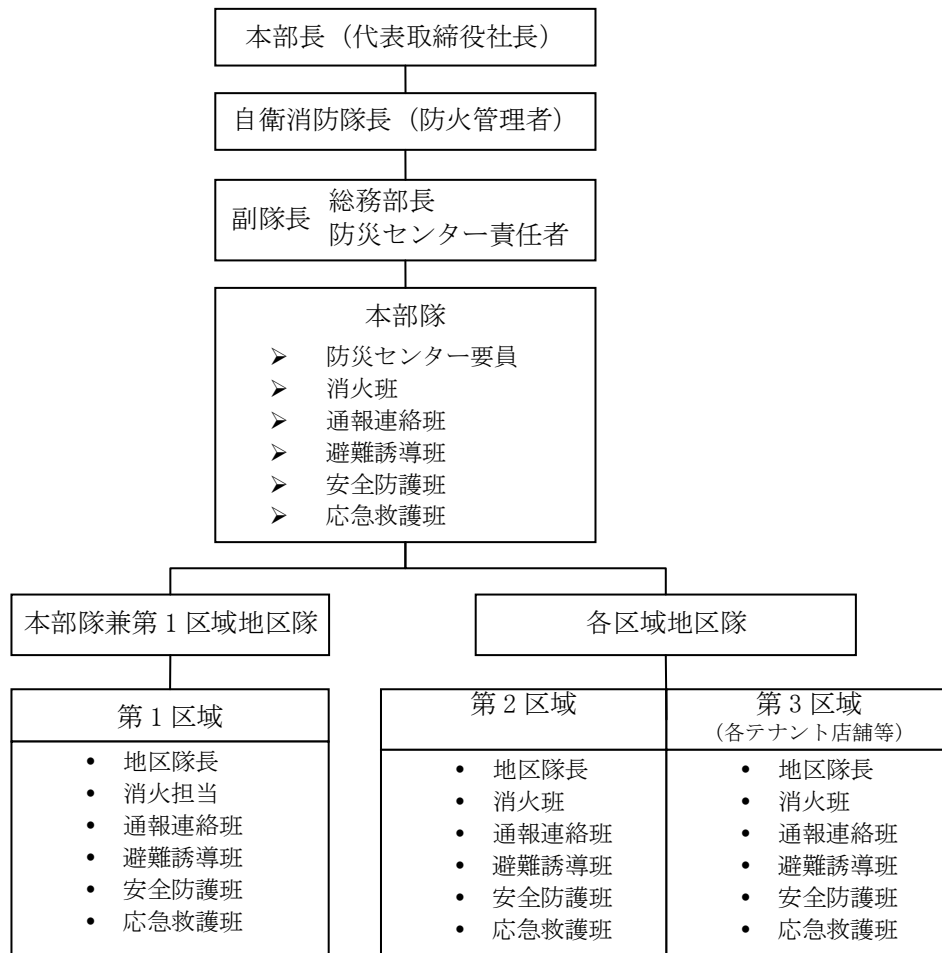 本部長（代表取締役社長）
自衛消防隊長（防火管理者）
副隊長
総務部長
防災センター責任者
本部隊
➢ 防災センター要員
➢ 消火班
➢ 通報連絡班
➢ 避難誘導班
➢ 安全防護班
➢ 応急救護班
本部隊兼第１区域地区隊
各区域地区隊
第１区域
• 地区隊長
• 消火担当
• 通報連絡班
• 避難誘導班
• 安全防護班
• 応急救護班
第２区域
• 地区隊長
• 消火班
• 通報連絡班
• 避難誘導班
• 安全防護班
• 応急救護班
第３区域
（各テナント店舗等）
• 地区隊長
• 消火班
• 通報連絡班
• 避難誘導班
• 安全防護班
• 応急救護班